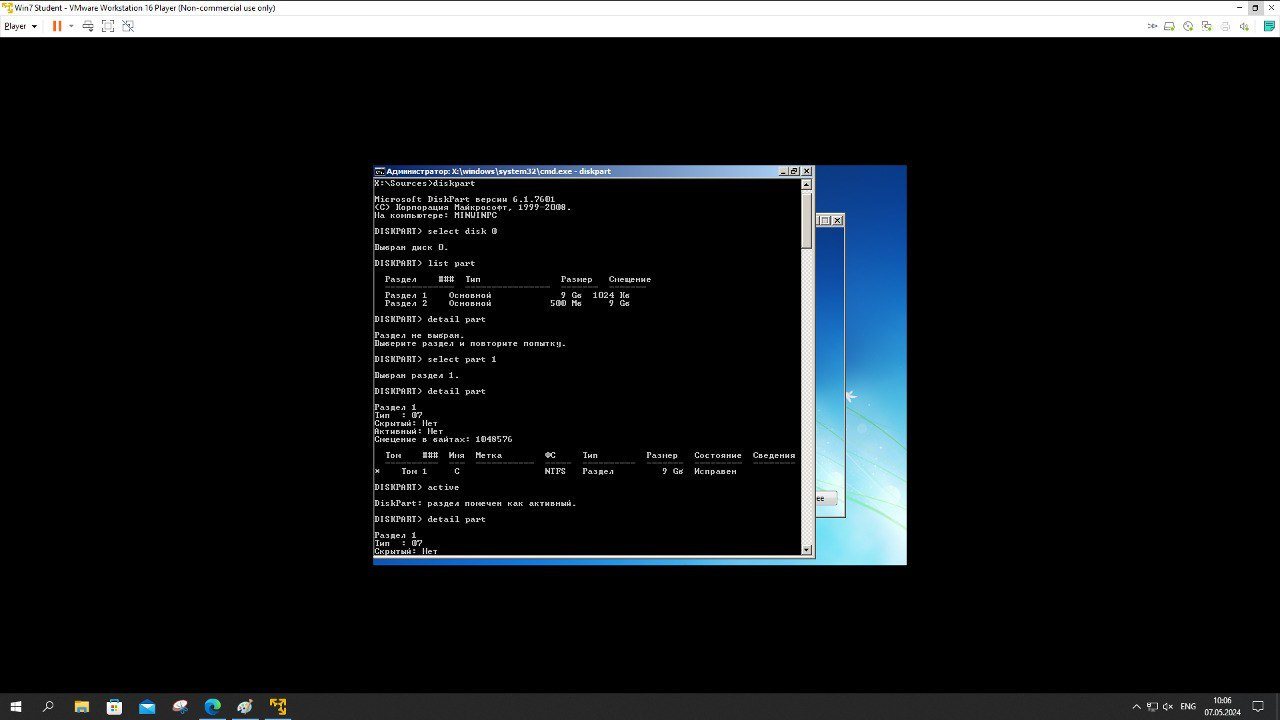 Win7 Student - VMware Workstation 16 Player (Non-commercial use only)
Player
Администратор: X:\windows\system32\cmd.exe - diskpart
X:\Sources>diskpart
Microsoft DiskPart версии 6.1.7601
(C) Корпорация Майкрософт, 1999-2008.
На компьютере: MINWINPC
DISKPART> select disk 0
Выбран диск 0.
DISKPART> list part
Раздел ### Тип Размер Смещение
Раздел 1 Основной 9 Gб 1024 Kб
Раздел 2 Основной 500 Mб 9 Gб
DISKPART> detail part
Раздел не выбран.
Выберите раздел и повторите попытку.
DISKPART> select part 1
Выбран раздел 1.
DISKPART> detail part
Раздел 1
Тип : 07
Скрытый: Нет
Активный: Нет
Смещение в байтах: 1048576
Том ### Имя Метка ФС Тип Размер Состояние Сведения
* Том 1 C NTFS Раздел 9 Gб Исправен
DISKPART> active
DiskPart: раздел помечен как активный.
DISKPART> detail part
Раздел 1
Тип : 07
Скрытый: Нет
ее
ENG
10:06
07.05.2024